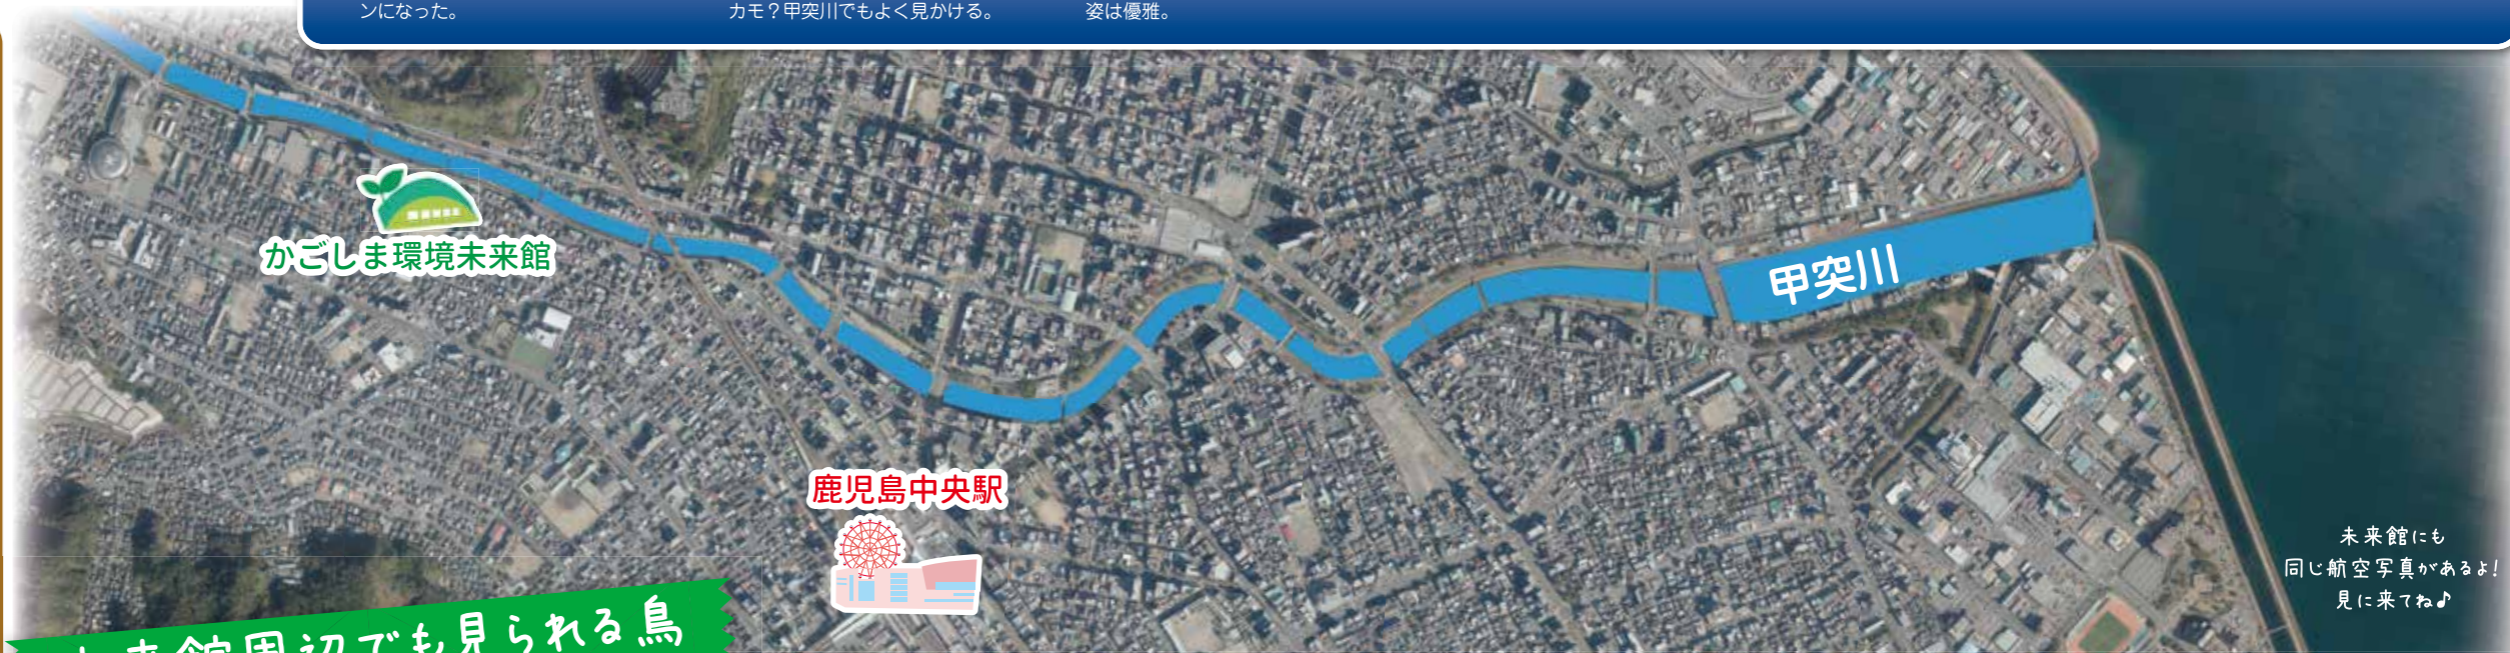 ンになった。
カモ？甲突川でもよく見かける。
姿は優雅。
かごしま環境未来館
甲突川
鹿児島中央駅
未来館にも
同じ航空写真があるよ!
見に来てね♪
来館周辺でも見られる鳥